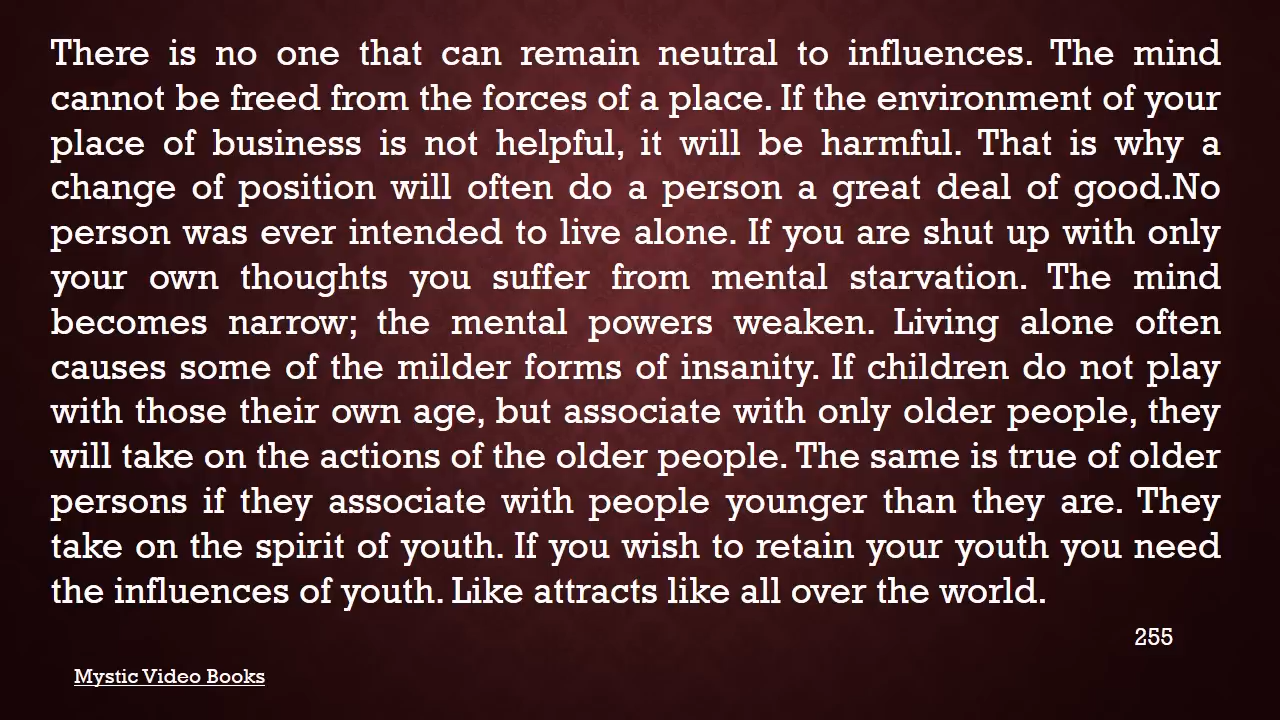 There is no one that can remain neutral to influences. The mind
cannot be freed from the forces of a place. If the environment of your
place of business is not helpful, it will be harmful. That is why a
change of position will often do a person a great deal of good.No
person was ever intended to live alone. If you are shut up with only
your own thoughts you suffer from mental starvation. The mind
becomes narrow; the mental powers weaken. Living alone often
causes some of the milder forms of insanity. If children do not play
with those their own age, but associate with only older people, they
will take on the actions of the older people. The same is true of older
persons if they associate with people younger than they are. They
take on the spirit of youth. If you wish to retain your youth you need
the influences of youth. Like attracts like all over the world.
255
Mystic Video Books